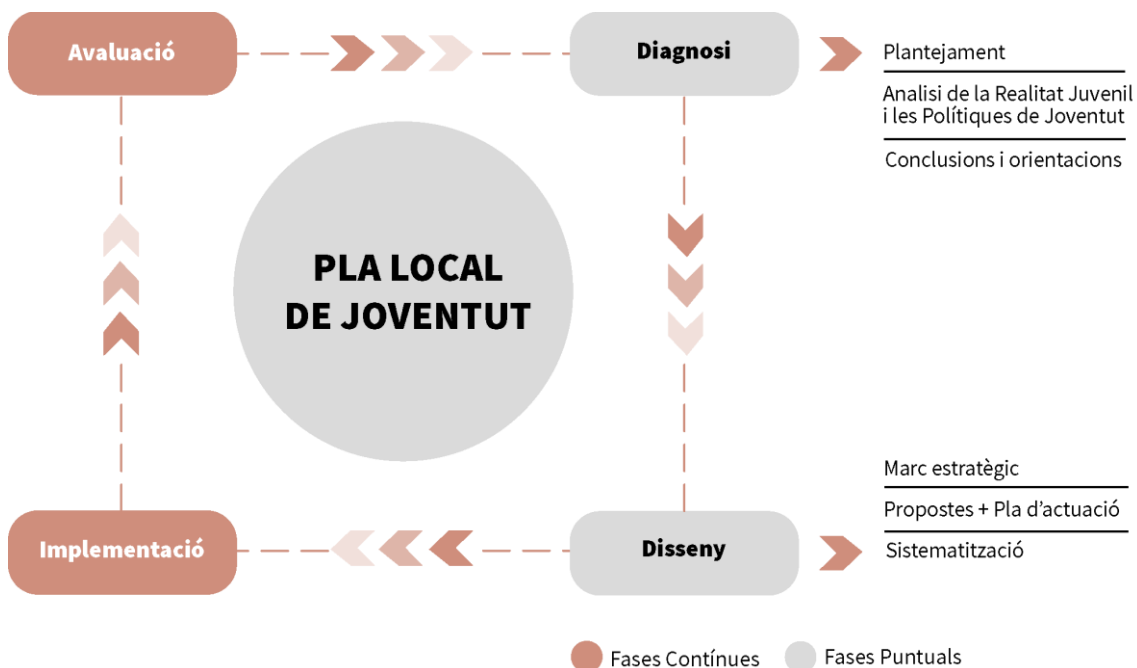 Avaluació
Diagnosi
Plantejament
Analisi de la Realitat Juvenil
i les Polítiques de Joventut
Conclusions i orientacions
PLA LOCAL
DE JOVENTUT
Implementació
Disseny
Marc estratègic
Propostes + Pla d'actuació
Sistematització
Fases Contínues
Fases Puntuals